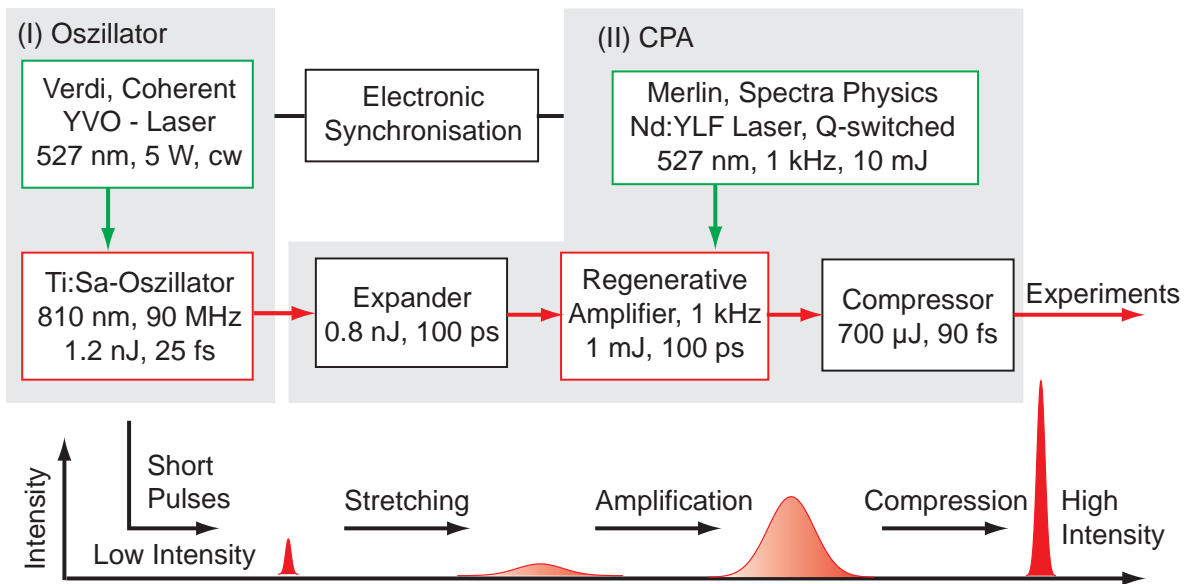 (I) Oszillator
Verdi, Coherent
YVO - Laser
527 nm, 5 W, cw
Electronic
Synchronisation
(II) CPA
Merlin, Spectra Physics
Nd:YLF Laser, Q-switched
527 nm, 1 kHz, 10 mJ
Ti:Sa-Oszillator
810 nm, 90 MHz
1.2 nJ, 25 fs
Expander
0.8 nJ, 100 ps
Regenerative
Amplifier, 1 kHz
1 mJ, 100 ps
Compressor
700 µJ, 90 fs
Experiments
Intensity
Short
Pulses
Low Intensity
Stretching
Amplification
Compression
High
Intensity